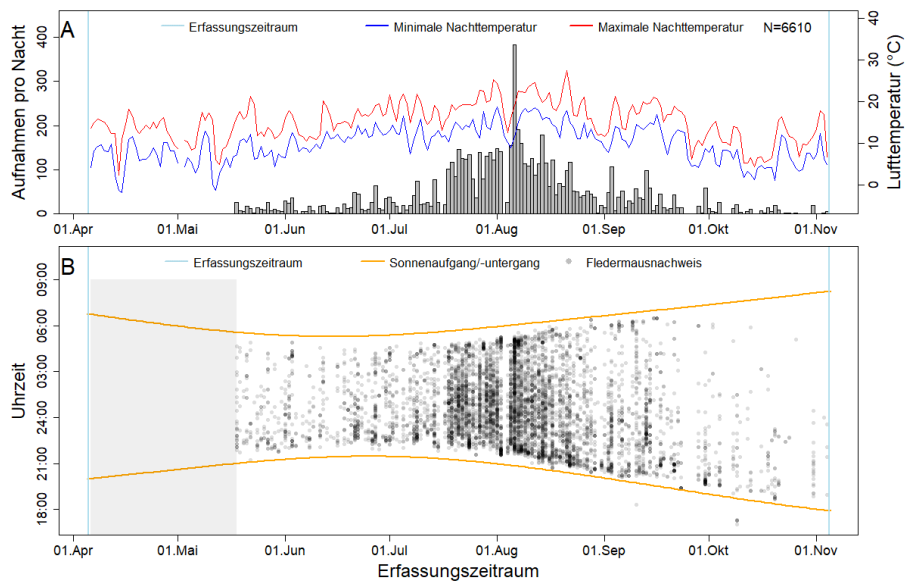 A
Erfassungszeitraum
Minimale Nachttemperatur
Maximale Nachttemperatur
N=6610
Aufnahmen pro Nacht
400
300
200
100
0
Lufttemperatur (°C)
40
30
20
10
0
01.Apr
01.Mai
01.Jun
01.Jul
01.Aug
01.Sep
01.Okt
01.Nov
B
Erfassungszeitraum
Sonnenaufgang/-untergang
Fledermausnachweis
Uhrzeit
09:00
06:00
03:00
24:00
21:00
18:00
01.Apr
01.Mai
01.Jun
01.Jul
01.Aug
01.Sep
01.Okt
01.Nov
Erfassungszeitraum